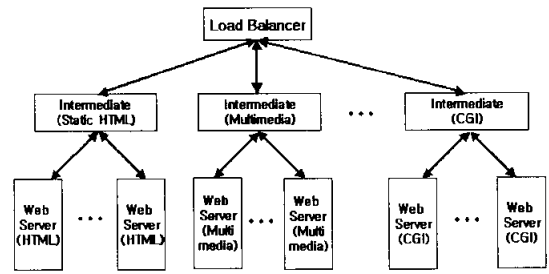 Load Balancer
Intermediate
(Static HTML)
Intermediate
(Multimedia)
• • •
Intermediate
(CGI)
Web
Server
(HTML)
• • •
Web
Server
(HTML)
Web
Server
(Multi
media)
• • •
Web
Server
(Multi
media)
Web
Server
(CGI)
• • •
Web
Server
(CGI)